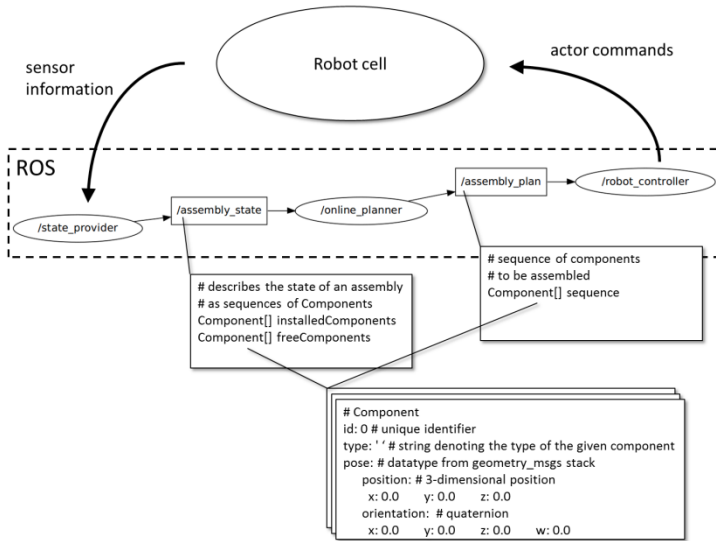 Robot cell
sensor
information
actor commands
ROS
/state_provider
/assembly_state
/online_planner
/assembly_plan
/robot_controller
# describes the state of an assembly
# as sequences of Components
Component[] installedComponents
Component[] freeComponents
# sequence of components
# to be assembled
Component[] sequence
# Component
id: 0 # unique identifier
type: ' ‘ # string denoting the type of the given component
pose: # datatype from geometry_msgs stack
position: # 3-dimensional position
x: 0.0 y: 0.0 z: 0.0
orientation: # quaternion
x: 0.0 y: 0.0 z: 0.0 w: 0.0